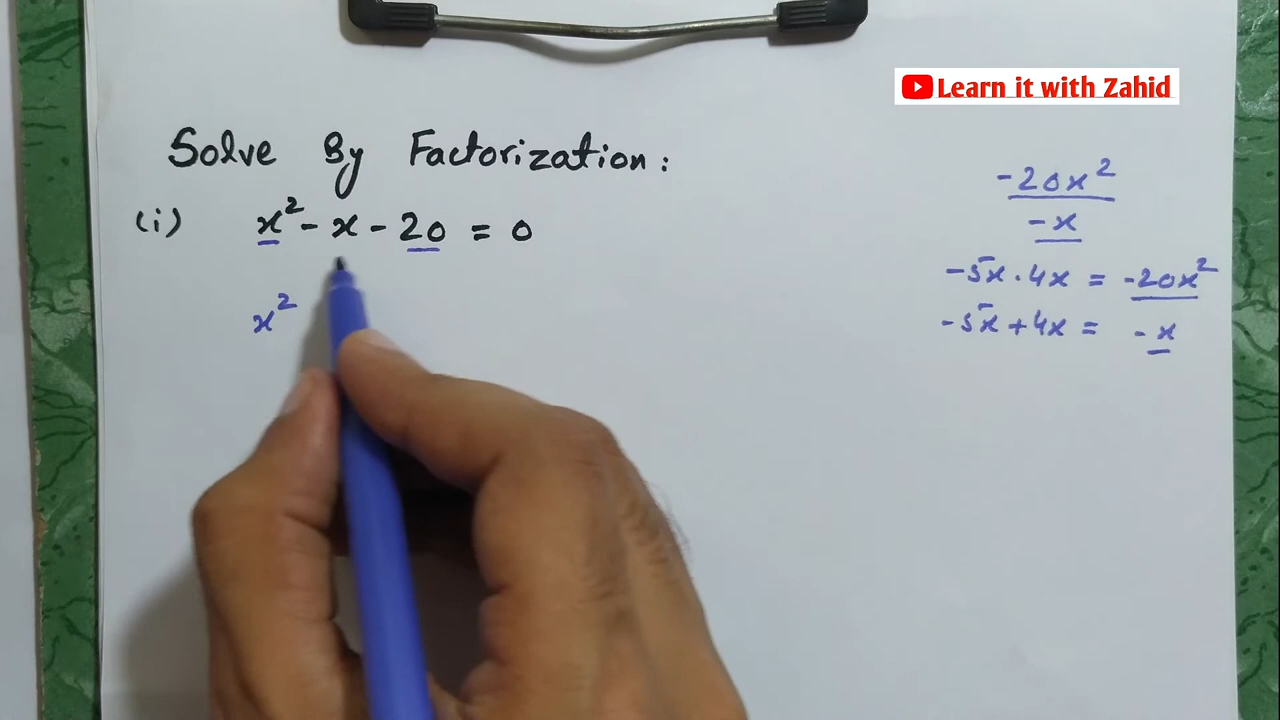 Learn it with Zahid
Solve By Factorization:
(i) x² - x - 20 = 0
x²
-20x²
-x
-5x · 4x = -20x²
-5x + 4x = -x